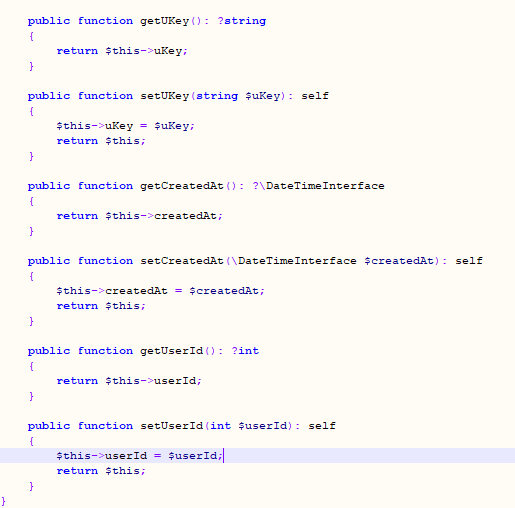 public function getUKey(): ?string
{
return $this->uKey;
}
public function setUKey(string $uKey): self
{
$this->uKey = $uKey;
return $this;
}
public function getCreatedAt(): ?\DateTimeInterface
{
return $this->createdAt;
}
public function setCreatedAt(\DateTimeInterface $createdAt): self
{
$this->createdAt = $createdAt;
return $this;
}
public function getUserId(): ?int
{
return $this->userId;
}
public function setUserId(int $userId): self
{
$this->userId = $userId;
return $this;
}
}